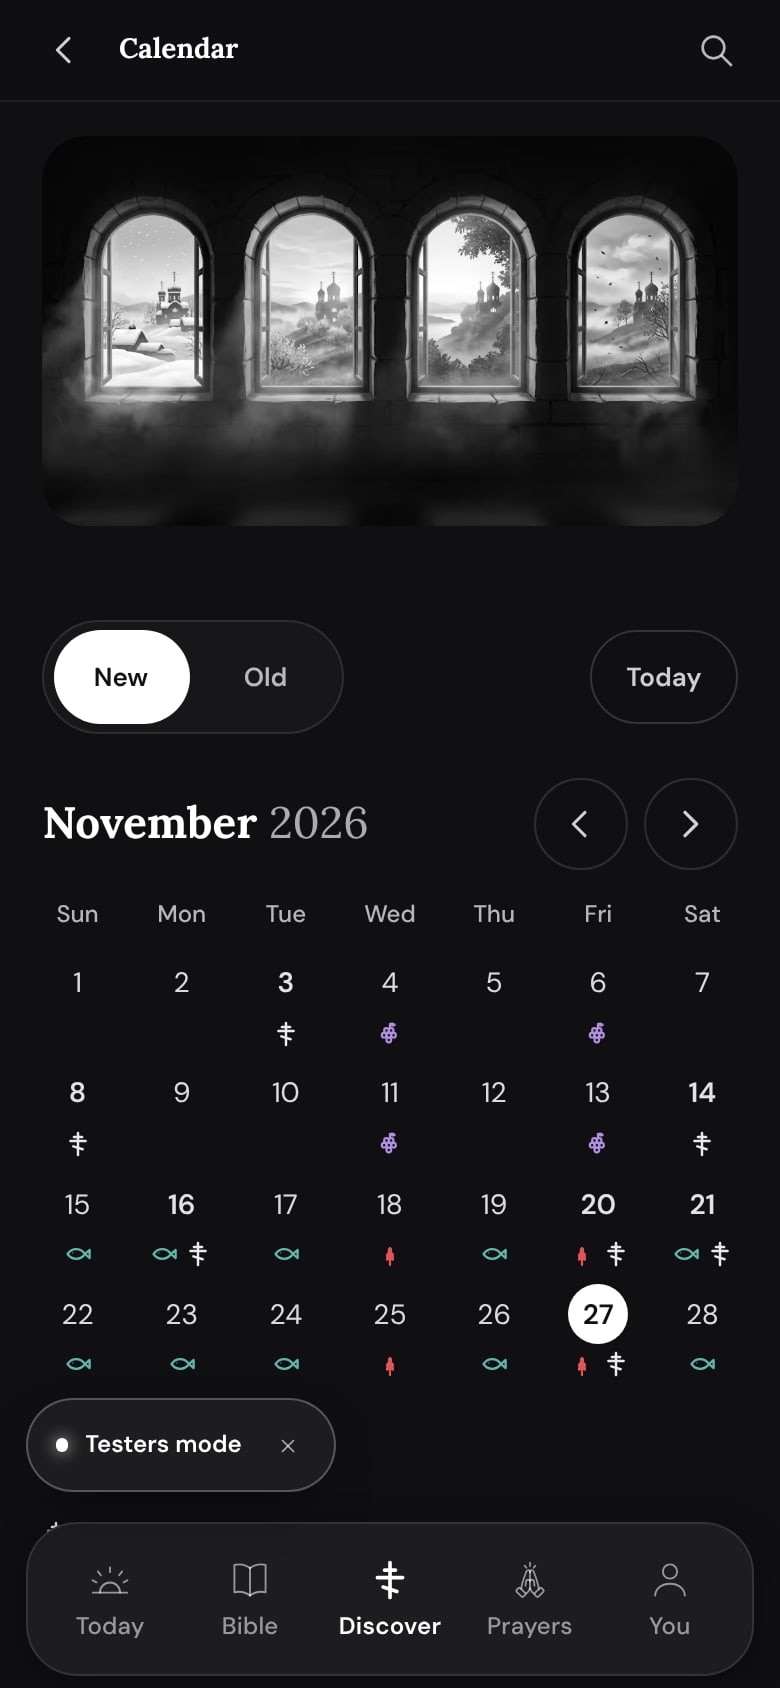 Calendar
New Old Today
November 2026
Sun Mon Tue Wed Thu Fri Sat
1 2 3 4 5 6 7
8 9 10 11 12 13 14
15 16 17 18 19 20 21
22 23 24 25 26 27 28
Testers mode
Today Bible Discover Prayers You